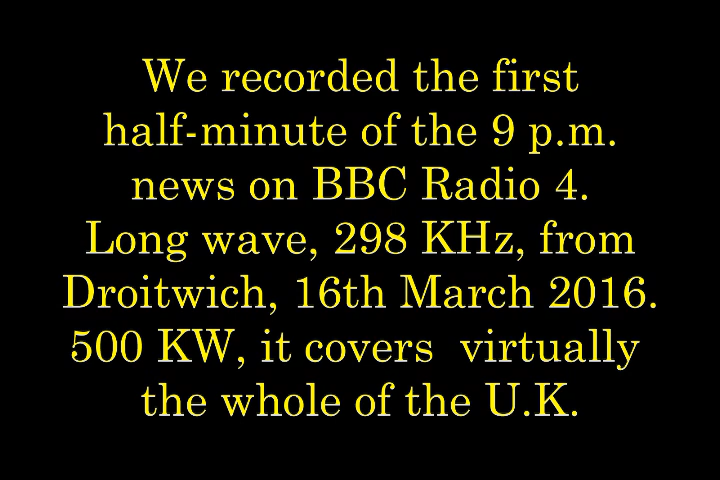 We recorded the first
half-minute of the 9 p.m.
news on BBC Radio 4.
Long wave, 298 KHz, from
Droitwich, 16th March 2016.
500 KW, it covers  virtually
the whole of the U.K.